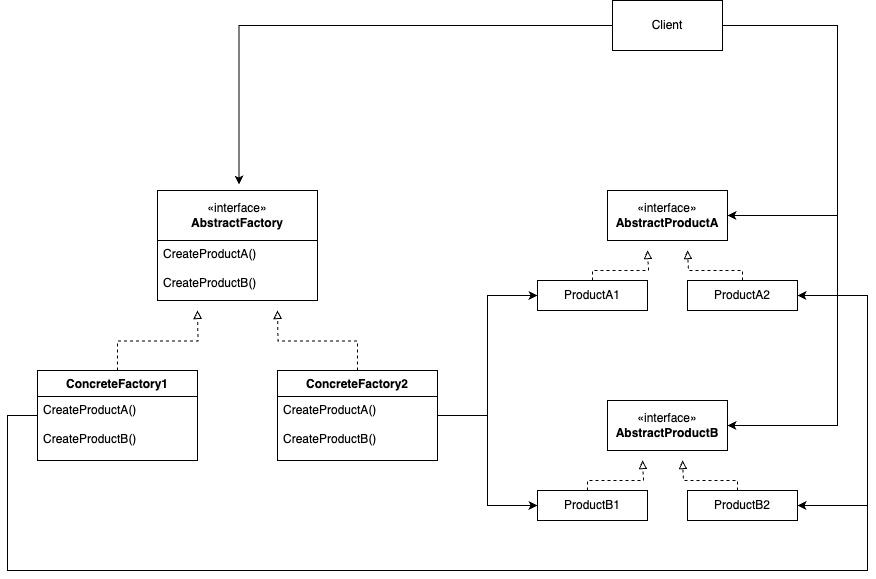 Client
«interface»
AbstractFactory
CreateProductA()
CreateProductB()
«interface»
AbstractProductA
ProductA1
ProductA2
ConcreteFactory1
CreateProductA()
CreateProductB()
ConcreteFactory2
CreateProductA()
CreateProductB()
«interface»
AbstractProductB
ProductB1
ProductB2